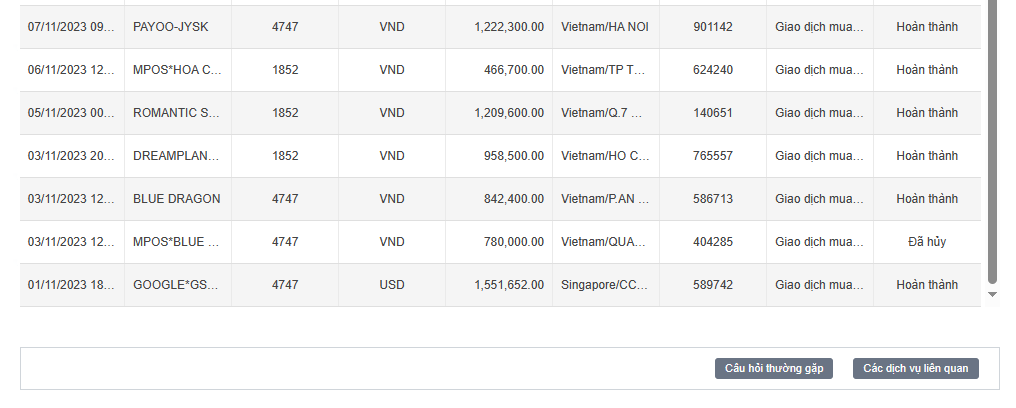 07/11/2023 09... PAYOO-JYSK 4747 VND 1,222,300.00 Vietnam/HA NOI 901142 Giao dịch mua... Hoàn thành
06/11/2023 12... MPOS*HOA C... 1852 VND 466,700.00 Vietnam/TP T... 624240 Giao dịch mua... Hoàn thành
05/11/2023 00... ROMANTIC S... 1852 VND 1,209,600.00 Vietnam/Q.7 ... 140651 Giao dịch mua... Hoàn thành
03/11/2023 20... DREAMPLAN... 1852 VND 958,500.00 Vietnam/HO C... 765557 Giao dịch mua... Hoàn thành
03/11/2023 12... BLUE DRAGON 4747 VND 842,400.00 Vietnam/P.AN ... 586713 Giao dịch mua... Hoàn thành
03/11/2023 12... MPOS*BLUE ... 4747 VND 780,000.00 Vietnam/QUA... 404285 Giao dịch mua... Đã hủy
01/11/2023 18... GOOGLE*GS... 4747 USD 1,551,652.00 Singapore/CC... 589742 Giao dịch mua... Hoàn thành
Câu hỏi thường gặp Các dịch vụ liên quan